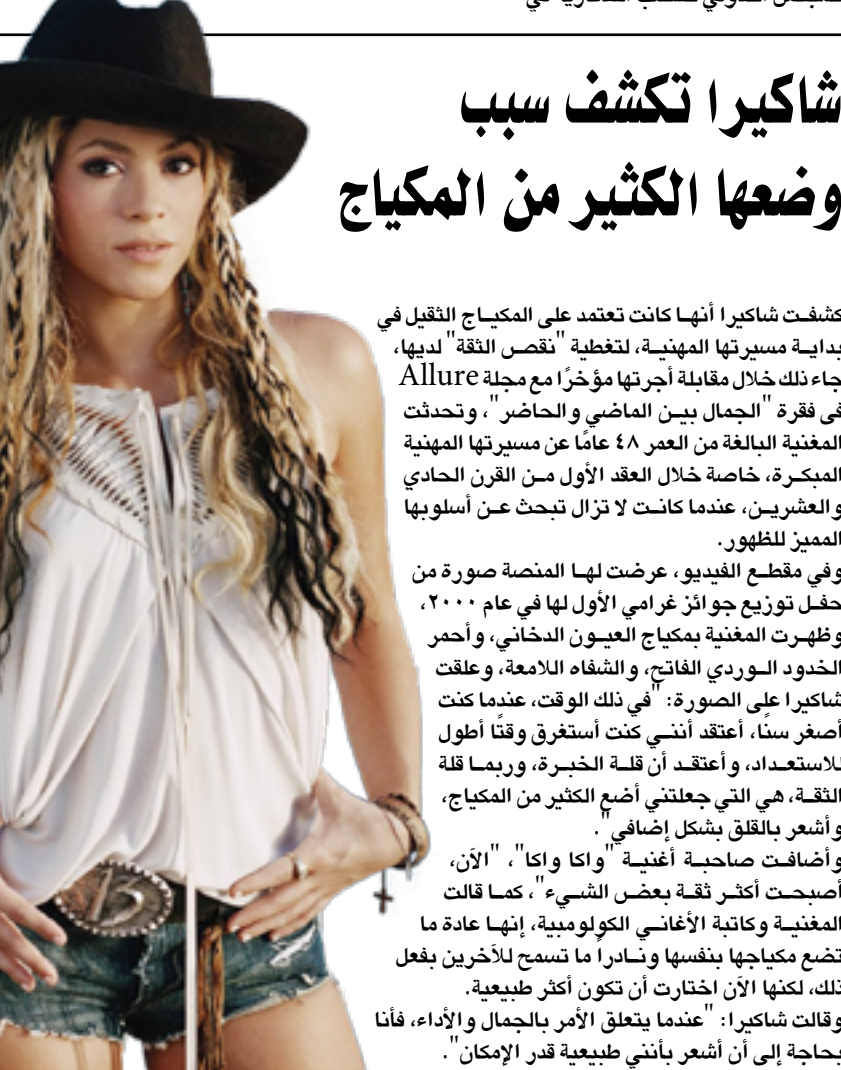 شاكيرا تكشف سبب
وضعها الكثير من المكياج
كشفت شاكيرا أنها كانت تعتمد على المكياج الثقيل في
بداية مسيرتها المهنية، لتغطية "نقص الثقة" لديها،
جاء ذلك خلال مقابلة أجرتها مؤخرًا مع مجلة Allure
فى فقرة "الجمال بين الماضي والحاضر"، وتحدثت
المغنية البالغة من العمر ٤٨ عامًا عن مسيرتها المهنية
المبكرة، خاصة خلال العقد الأول من القرن الحادي
والعشرين، عندما كانت لا تزال تبحث عن أسلوبها
المميز للظهور.
وفي مقطع الفيديو، عرضت لها المنصة صورة من
حفل توزيع جوائز غرامي الأول لها في عام ٢٠٠٠،
وظهرت المغنية بمكياج العيون الدخاني، وأحمر
الخدود الوردي الفاتح، والشفاه اللامعة، وعلقت
شاكيرا على الصورة: "في ذلك الوقت، عندما كنت
أصغر سنًا، أعتقد أنني كنت أستغرق وقتًا أطول
للاستعداد، وأعتقد أن قلة الخبرة، وربما قلة
الثقة، هي التي جعلتني أضع الكثير من المكياج،
وأشعر بالقلق بشكل إضافي".
وأضافت صاحبة أغنية "واكا واكا"، "الآن،
أصبحت أكثر ثقة بعض الشيء"، كما قالت
المغنية وكاتبة الأغاني الكولومبية، إنها عادة ما
تضع مكياجها بنفسها ونادراً ما تسمح للآخرين بفعل
ذلك، لكنها الآن اختارت أن تكون أكثر طبيعية.
وقالت شاكيرا: "عندما يتعلق الأمر بالجمال والأداء، فأنا
بحاجة إلى أن أشعر بأنني طبيعية قدر الإمكان".